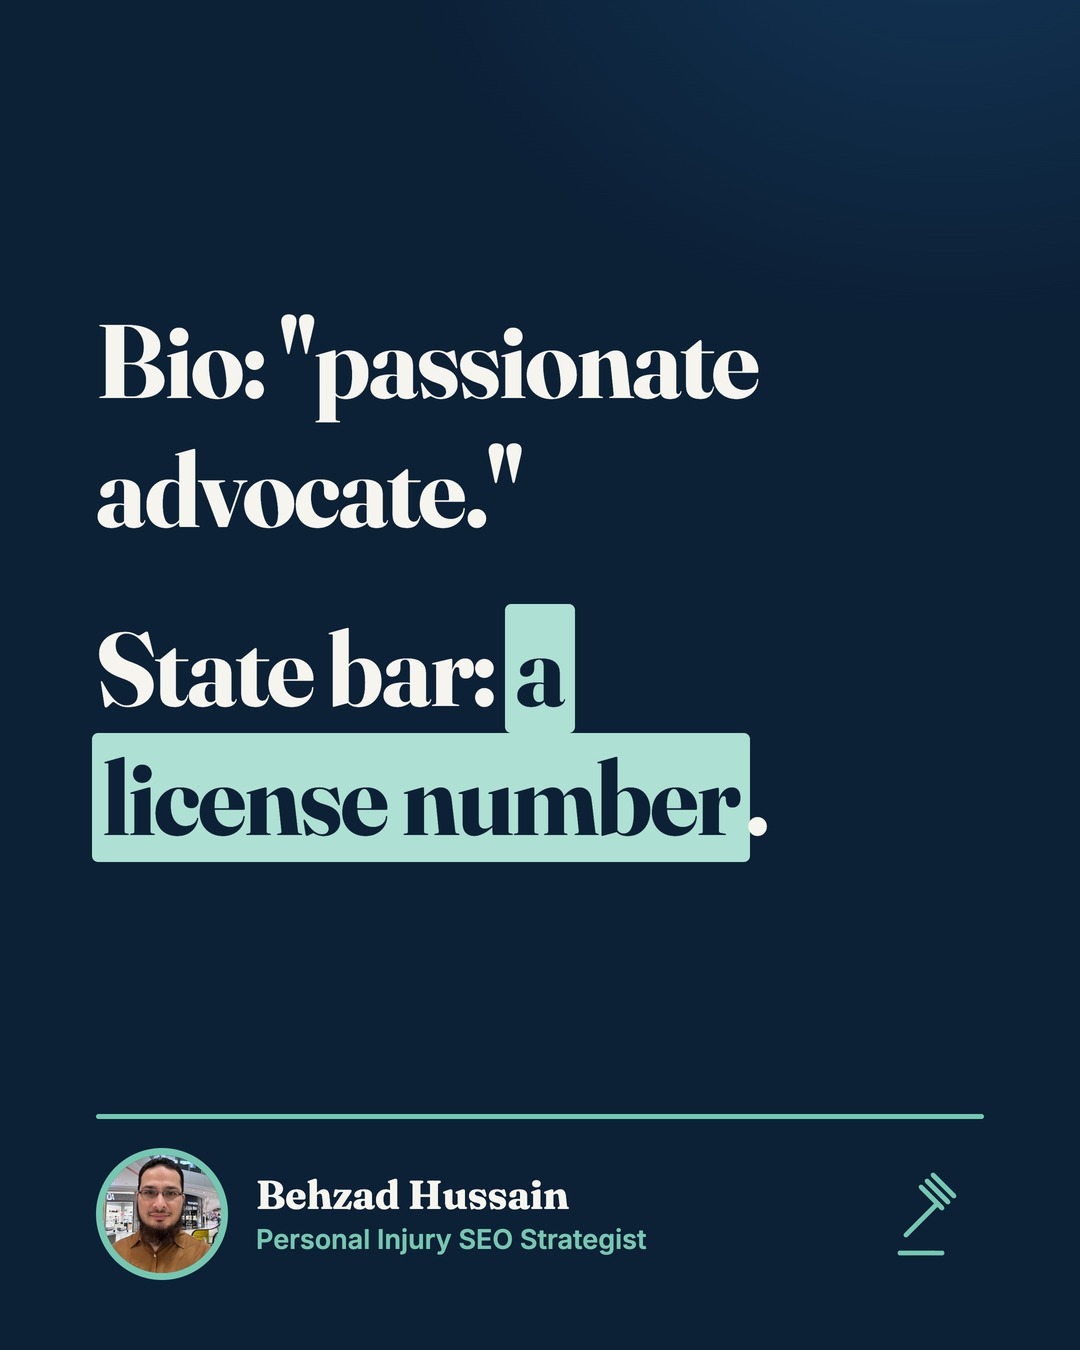 Bio: "passionate
advocate."
State bar: a
license number.
Behzad Hussain
Personal Injury SEO Strategist